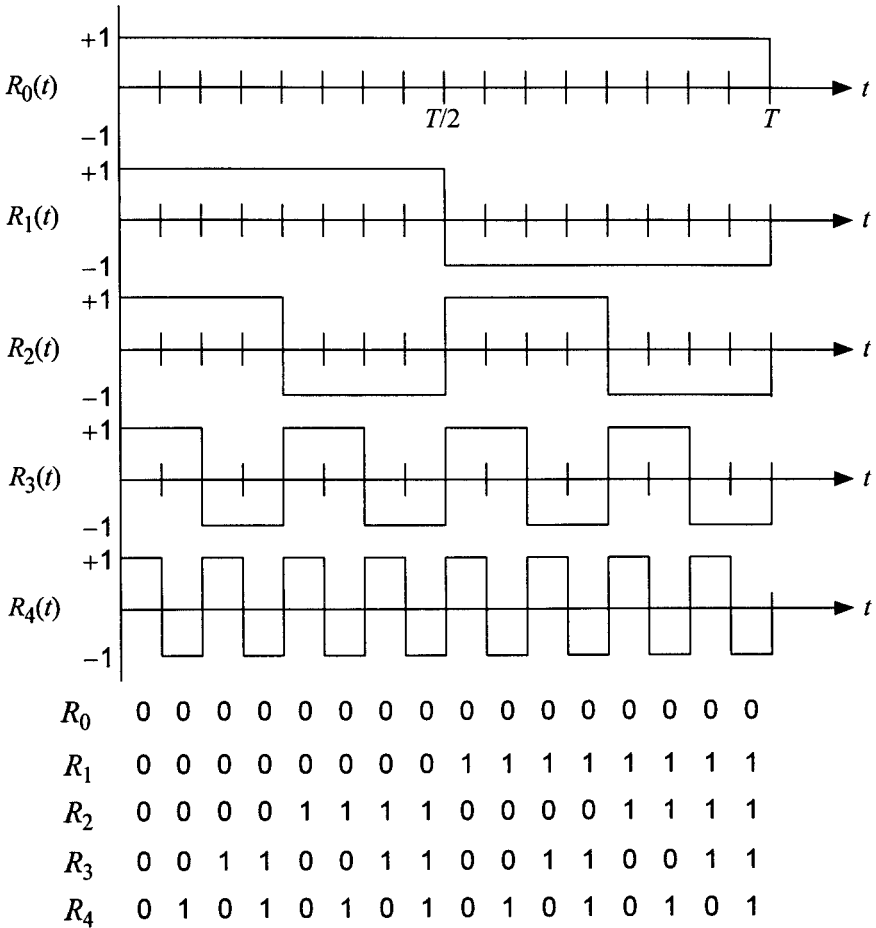 +1
R0(t) t
T/2 T
−1
+1
R1(t) t
−1
+1
R2(t) t
−1
+1
R3(t) t
−1
+1
R4(t) t
−1
R0 0 0 0 0 0 0 0 0 0 0 0 0 0 0 0 0
R1 0 0 0 0 0 0 0 0 1 1 1 1 1 1 1 1
R2 0 0 0 0 1 1 1 1 0 0 0 0 1 1 1 1
R3 0 0 1 1 0 0 1 1 0 0 1 1 0 0 1 1
R4 0 1 0 1 0 1 0 1 0 1 0 1 0 1 0 1